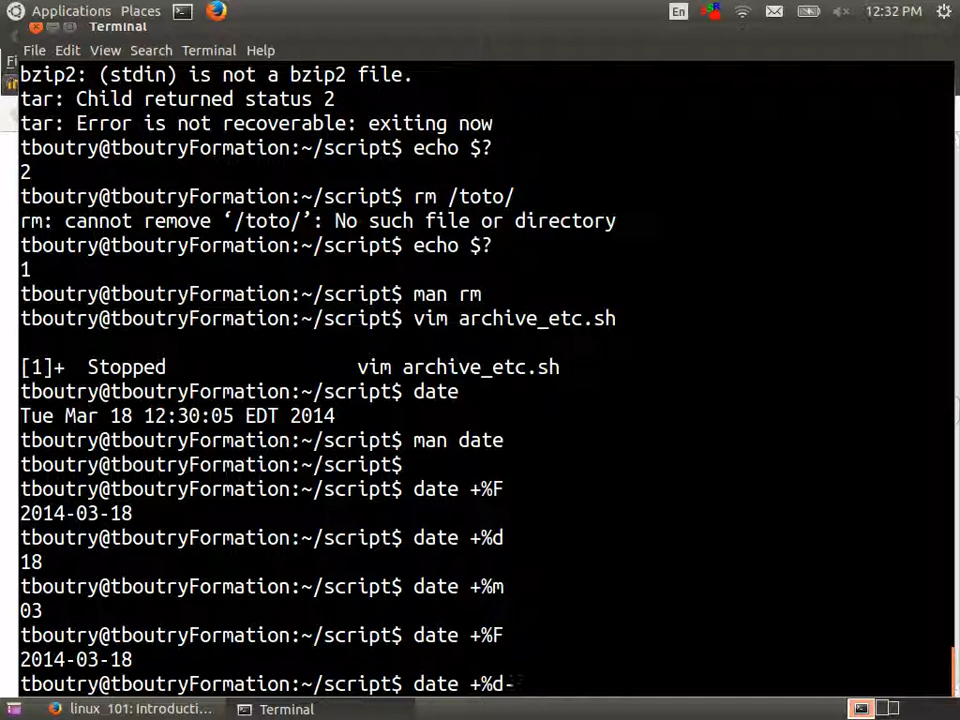 Applications Places
En
12:32 PM
Terminal
File Edit View Search Terminal Help
bzip2: (stdin) is not a bzip2 file.
tar: Child returned status 2
tar: Error is not recoverable: exiting now
tboutry@tboutryFormation:~/script$ echo $?
2
tboutry@tboutryFormation:~/script$ rm /toto/
rm: cannot remove ‘/toto/’: No such file or directory
tboutry@tboutryFormation:~/script$ echo $?
1
tboutry@tboutryFormation:~/script$ man rm
tboutry@tboutryFormation:~/script$ vim archive_etc.sh
[1]+  Stopped                 vim archive_etc.sh
tboutry@tboutryFormation:~/script$ date
Tue Mar 18 12:30:05 EDT 2014
tboutry@tboutryFormation:~/script$ man date
tboutry@tboutryFormation:~/script$
tboutry@tboutryFormation:~/script$ date +%F
2014-03-18
tboutry@tboutryFormation:~/script$ date +%d
18
tboutry@tboutryFormation:~/script$ date +%m
03
tboutry@tboutryFormation:~/script$ date +%F
2014-03-18
tboutry@tboutryFormation:~/script$ date +%d-
linux_101: Introducti... Terminal